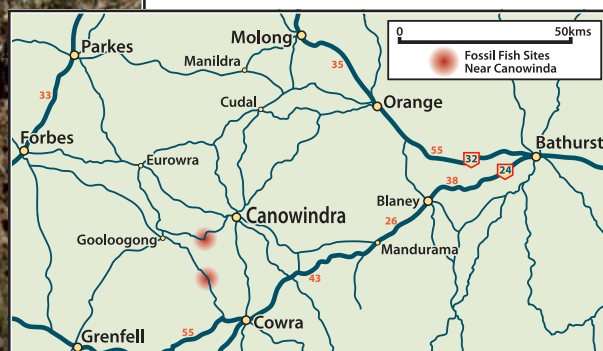 0 50kms
Fossil Fish Sites
Near Canowinda
Parkes
Molong
Manildra
35
Cudal
Orange
33
Forbes
Eurowra
55
32
Bathurst
24
38
Blaney
Canowindra
26
Gooloogong
Mandurama
43
Cowra
55
Grenfell